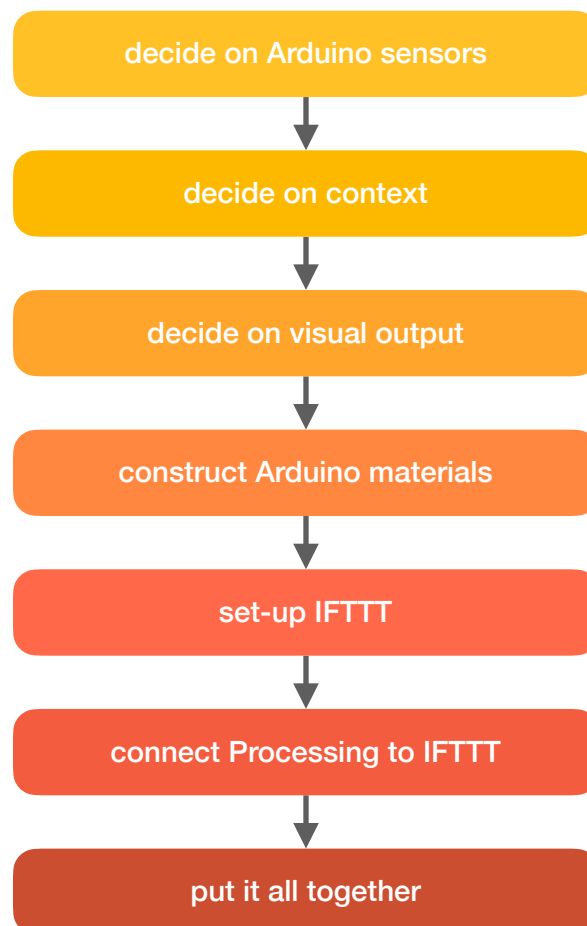 decide on Arduino sensors
decide on context
decide on visual output
construct Arduino materials
set-up IFTTT
connect Processing to IFTTT
put it all together